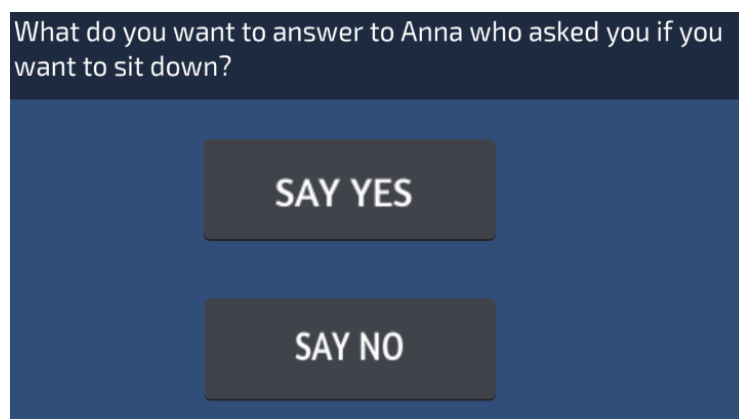 What do you want to answer to Anna who asked you if you
want to sit down?
SAY YES
SAY NO